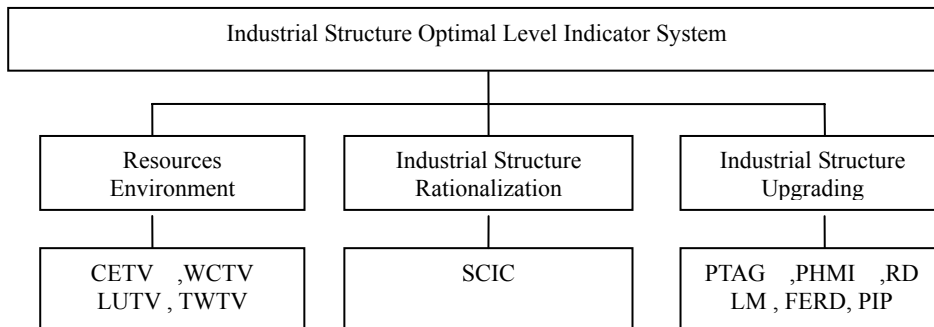 Industrial Structure Optimal Level Indicator System
Resources
Environment
Industrial Structure
Rationalization
Industrial Structure
Upgrading
CETV ,WCTV
LUTV , TWTV
SCIC
PTAG ,PHMI ,RD
LM , FERD, PIP